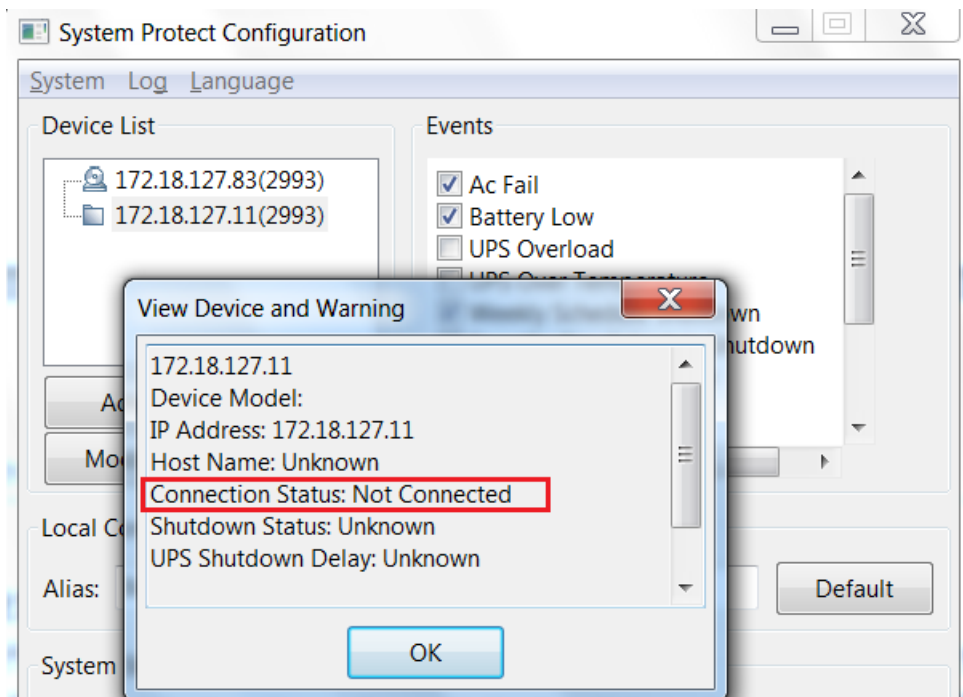 System Protect Configuration
System Log Language
Device List
Events
172.18.127.83(2993)
172.18.127.11(2993)
Ac Fail
Battery Low
UPS Overload
UPS Over Temperature
View Device and Warning
172.18.127.11
Device Model:
IP Address: 172.18.127.11
Host Name: Unknown
Connection Status: Not Connected
Shutdown Status: Unknown
UPS Shutdown Delay: Unknown
OK
Alias:
Default
System